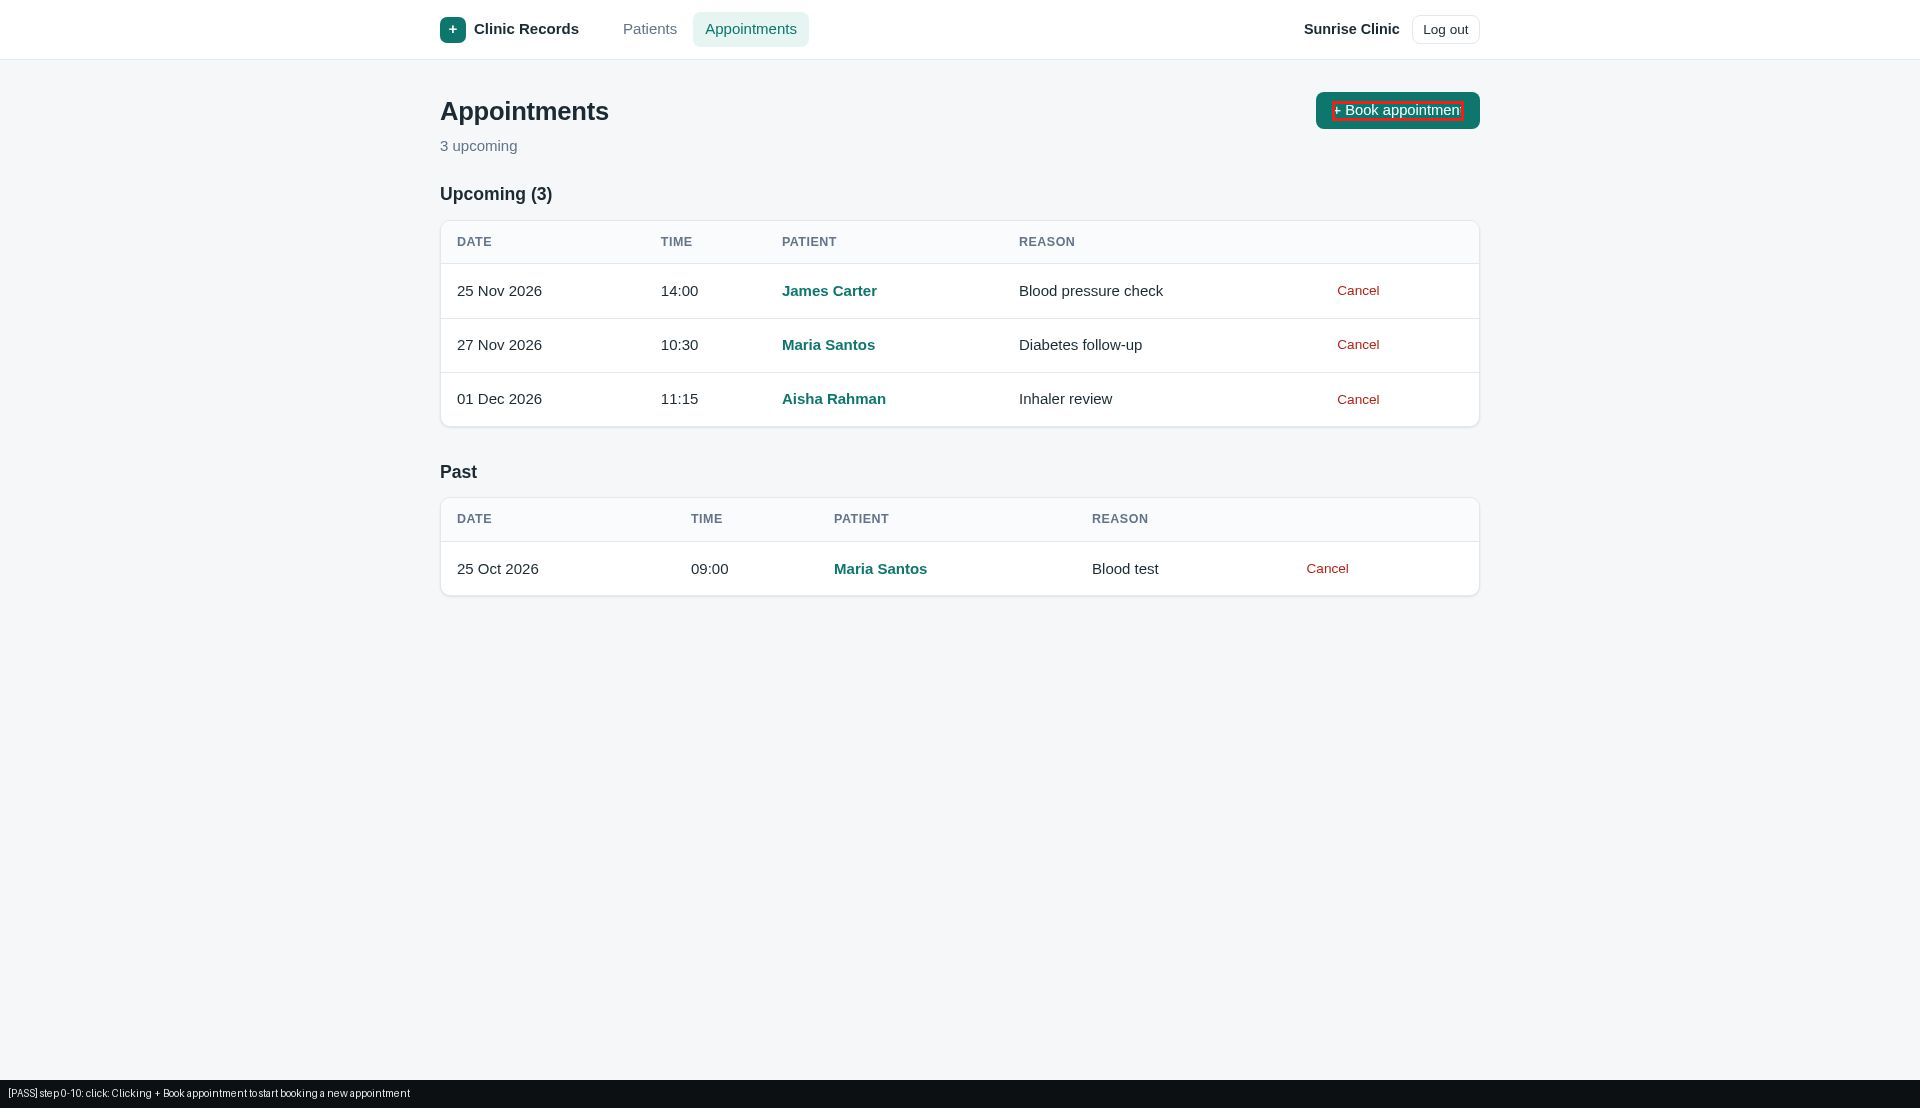 + Clinic Records Patients Appointments Sunrise Clinic Log out
Appointments + Book appointment
3 upcoming
Upcoming (3)
DATE TIME PATIENT REASON
25 Nov 2026 14:00 James Carter Blood pressure check Cancel
27 Nov 2026 10:30 Maria Santos Diabetes follow-up Cancel
01 Dec 2026 11:15 Aisha Rahman Inhaler review Cancel
Past
DATE TIME PATIENT REASON
25 Oct 2026 09:00 Maria Santos Blood test Cancel
[PASS] step 0-10: click: Clicking + Book appointment to start booking a new appointment